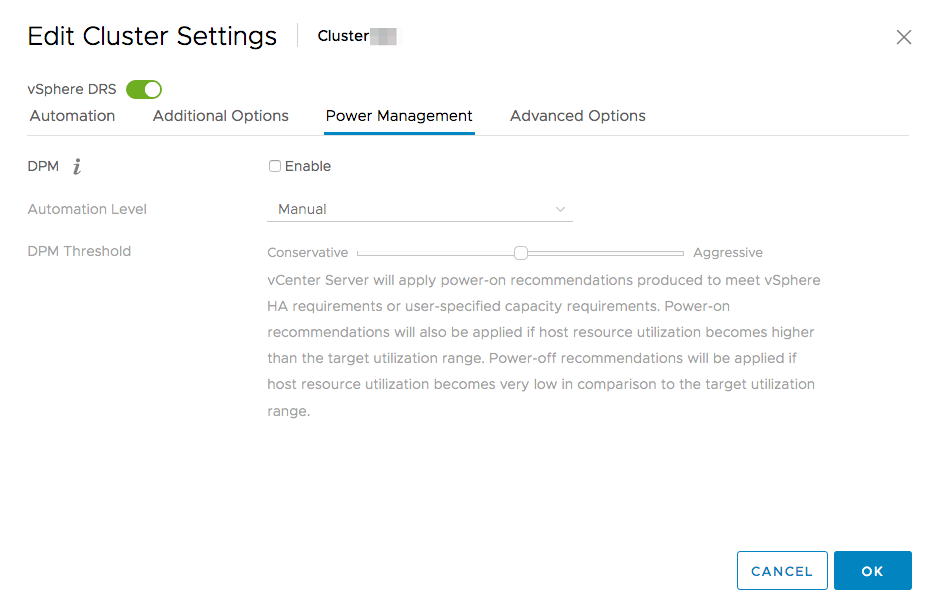 Edit Cluster Settings
Cluster
vSphere DRS
Automation Additional Options Power Management Advanced Options
DPM i Enable
Automation Level Manual
DPM Threshold Conservative Aggressive
vCenter Server will apply power-on recommendations produced to meet vSphere
HA requirements or user-specified capacity requirements. Power-on
recommendations will also be applied if host resource utilization becomes higher
than the target utilization range. Power-off recommendations will be applied if
host resource utilization becomes very low in comparison to the target utilization
range.
CANCEL OK